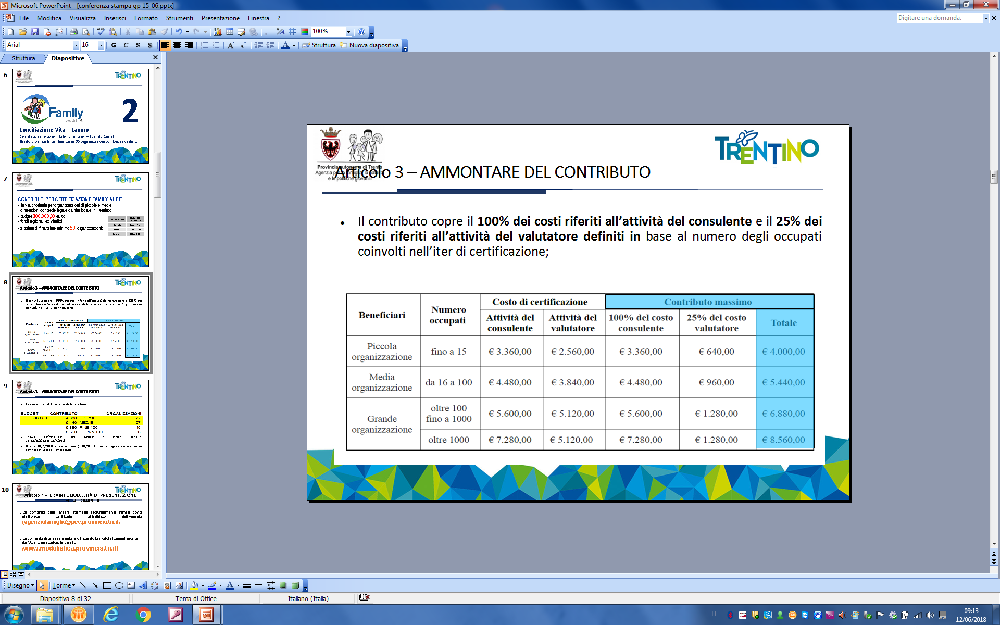 Microsoft PowerPoint - [conferenza stampa gp 15-06.pptx]
File Modifica Visualizza Inserisci Formato Strumenti Presentazione Finestra ?
Digitare una domanda.
100%
Arial 16 G C S S Struttura Nuova diapositiva
Struttura Diapositive
6
TRENTINO
Family
Audit
2
Conciliazione Vita – Lavoro
Certificazione aziendale familiare – Family Audit
Bando provinciale per finanziare 50 organizzazioni con fondi ex vitalizi
7
TRENTINO
CONTRIBUTI PER CERTIFICAZIONE FAMILY AUDIT
- in via prioritaria per organizzazioni di piccole e medie
dimensioni con sede legale o unità locale in Trentino;
- budget 308.000,00 euro;
- fondi regionali ex vitalizi;
- si stima di finanziare minimo 50 organizzazioni;
8
TRENTINO
Articolo 3 – AMMONTARE DEL CONTRIBUTO
9
TRENTINO
Articolo 3 – AMMONTARE DEL CONTRIBUTO
BUDGET CONTRIBUTO ORGANIZZAZIONI
308.000 4.000 PICCOLE 77
5.440 MEDIE 57
6.880 FINE 100 45
8.560 SOPRA 100 36
10
TRENTINO
Articolo 4 - TERMINI E MODALITÀ DI PRESENTAZIONE
DELLA DOMANDA
La domanda deve essere trasmessa esclusivamente tramite posta
elettronica certificata all'indirizzo dell'Agenzia
(agenziafamiglia@pec.provincia.tn.it)
La domanda deve essere redatta utilizzando la modulistica predisposta
dall'Agenzia e scaricabile dal sito
(www.modulistica.provincia.tn.it)
Provincia autonoma di Trento
Agenzia per la famiglia, la natalità
e le politiche giovanili
TRENTINO
Articolo 3 – AMMONTARE DEL CONTRIBUTO
• Il contributo copre il 100% dei costi riferiti all’attività del consulente e il 25% dei
costi riferiti all’attività del valutatore definiti in base al numero degli occupati
coinvolti nell’iter di certificazione;
Beneficiari Numero occupati Costo di certificazione Contributo massimo
Attività del consulente Attività del valutatore 100% del costo consulente 25% del costo valutatore Totale
Piccola organizzazione fino a 15 € 3.360,00 € 2.560,00 € 3.360,00 € 640,00 € 4.000,00
Media organizzazione da 16 a 100 € 4.480,00 € 3.840,00 € 4.480,00 € 960,00 € 5.440,00
Grande organizzazione oltre 100 fino a 1000 € 5.600,00 € 5.120,00 € 5.600,00 € 1.280,00 € 6.880,00
oltre 1000 € 7.280,00 € 5.120,00 € 7.280,00 € 1.280,00 € 8.560,00
Disegno Forme
Diapositiva 8 di 32 Tema di Office Italiano (Italia)
IT
09:13
12/06/2018